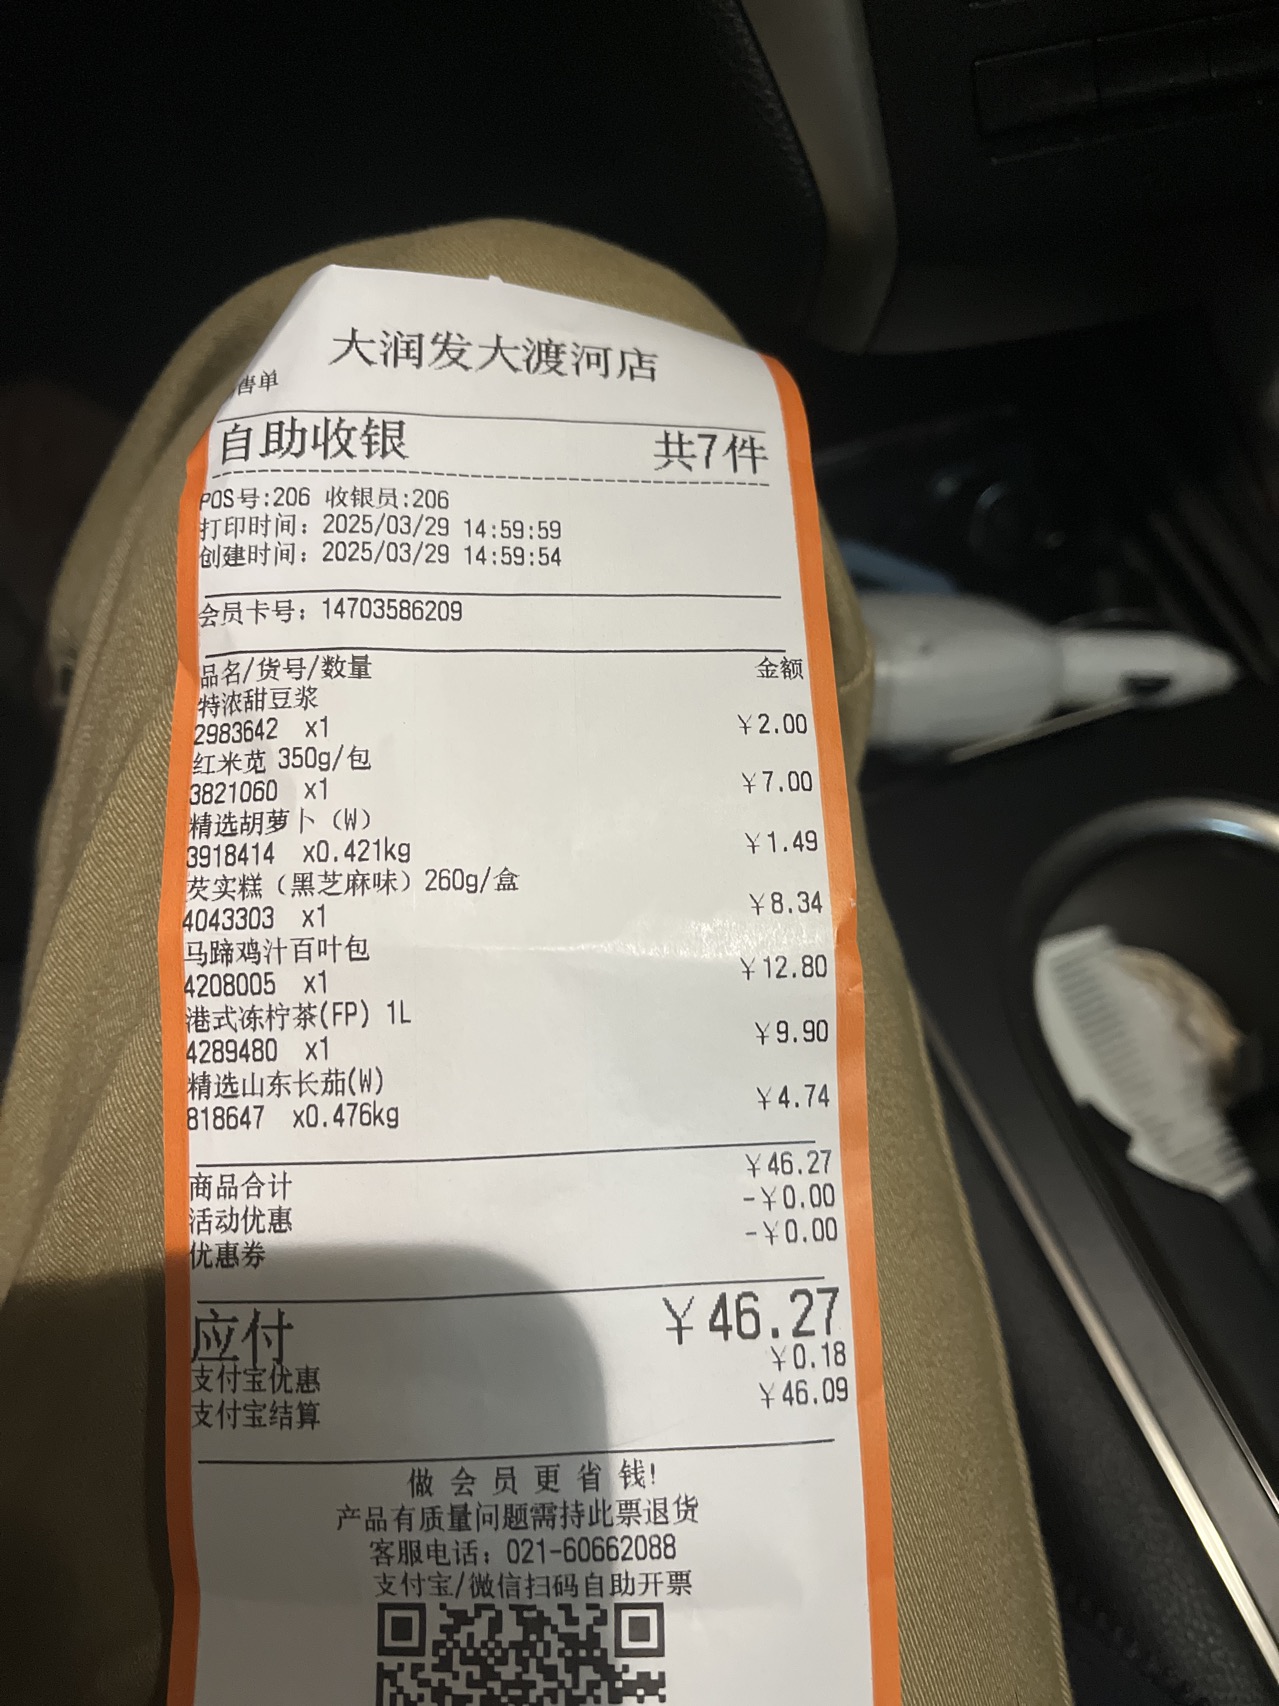 大润发大渡河店
售单
自助收银 共7件
POS号:206 收银员:206
打印时间: 2025/03/29 14:59:59
创建时间: 2025/03/29 14:59:54
会员卡号: 14703586209
品名/货号/数量 金额
特浓甜豆浆
2983642 x1 ¥2.00
红米苋 350g/包
3821060 x1 ¥7.00
精选胡萝卜（W）
3918414 x0.421kg ¥1.49
芡实糕（黑芝麻味）260g/盒
4043303 x1 ¥8.34
马蹄鸡汁百叶包
4208005 x1 ¥12.80
港式冻柠茶(FP) 1L
4289480 x1 ¥9.90
精选山东长茄(W)
818647 x0.476kg ¥4.74
商品合计 ¥46.27
活动优惠 -¥0.00
优惠券 -¥0.00
应付 ¥46.27
支付宝优惠 ¥0.18
支付宝结算 ¥46.09
做会员更省钱!
产品有质量问题需持此票退货
客服电话: 021-60662088
支付宝/微信扫码自助开票